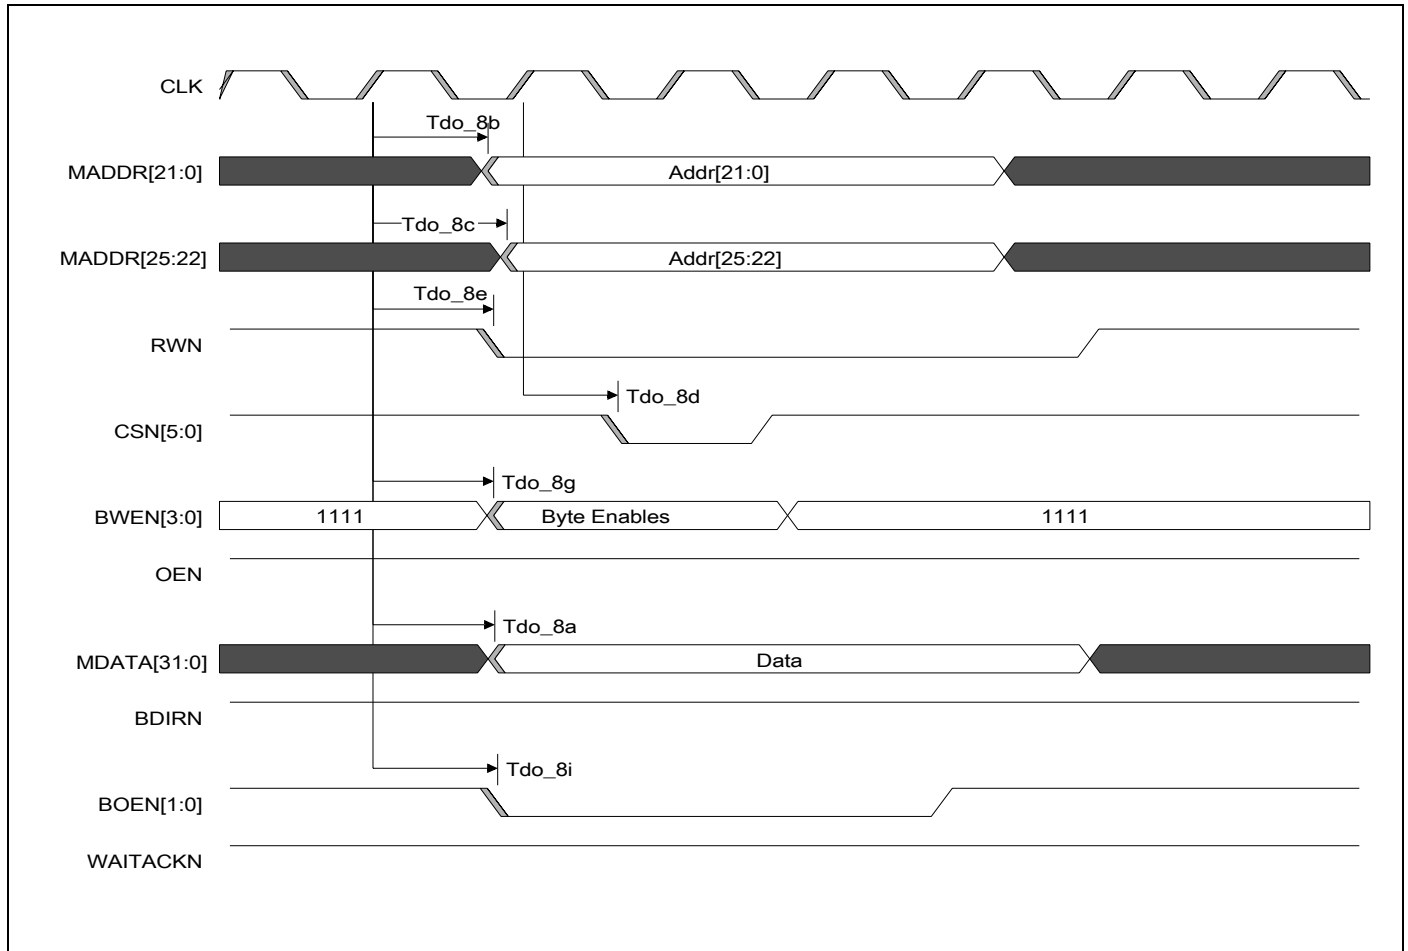 CLK
Tdo_8b
MADDR[21:0] Addr[21:0]
Tdo_8c
MADDR[25:22] Addr[25:22]
Tdo_8e
RWN
Tdo_8d
CSN[5:0]
Tdo_8g
BWEN[3:0] 1111 Byte Enables 1111
OEN
Tdo_8a
MDATA[31:0] Data
BDIRN
Tdo_8i
BOEN[1:0]
WAITACKN